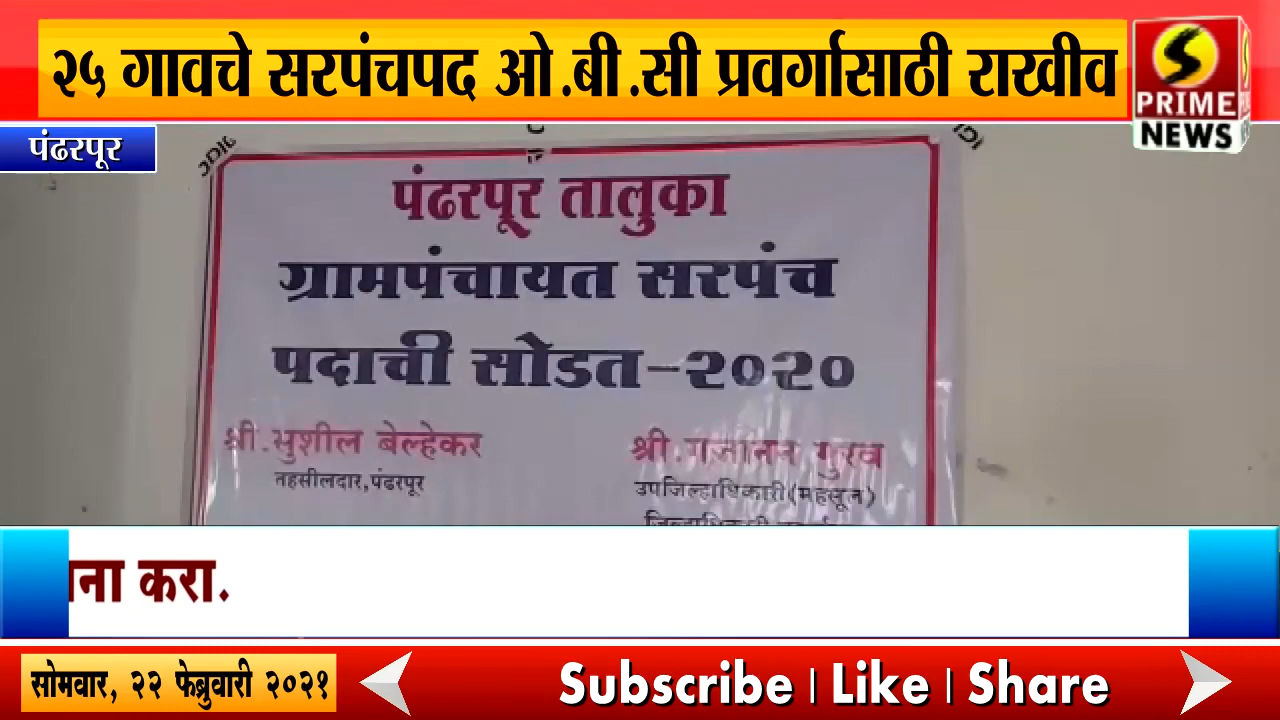 २५ गावचे सरपंचपद ओ.बी.सी प्रवर्गासाठी राखीव
S
PRIME
NEWS
पंढरपूर
पंढरपूर तालुका
ग्रामपंचायत सरपंच
पदाची सोडत-२०२०
श्री.सुशील बेल्हेकर
तहसीलदार,पंढरपूर
श्री.गजानन गुरव
उपजिल्हाधिकारी(महसूल)
करा.
सोमवार, २२ फेब्रुवारी २०२१
Subscribe | Like | Share